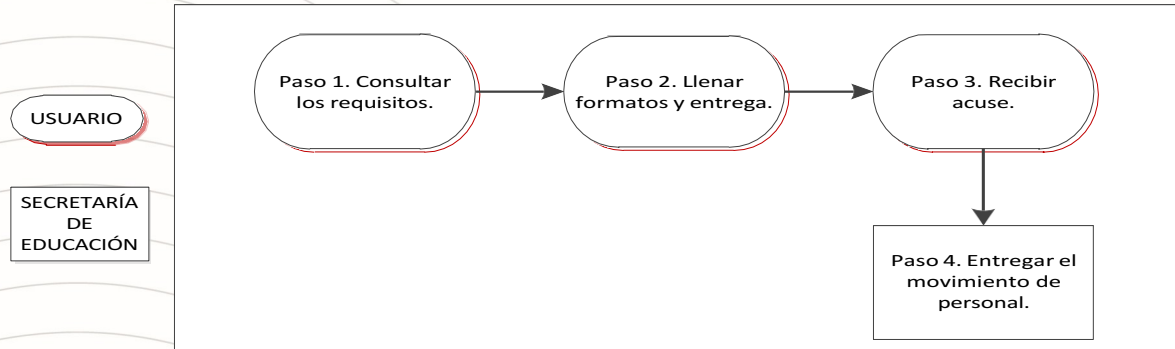 USUARIO
SECRETARÍA
DE
EDUCACIÓN
Paso 1. Consultar
los requisitos.
Paso 2. Llenar
formatos y entrega.
Paso 3. Recibir
acuse.
Paso 4. Entregar el
movimiento de
personal.